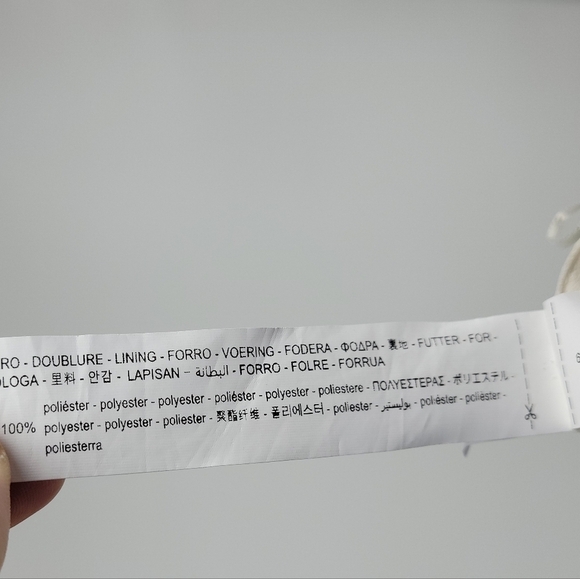 RO - DOUBLURE - LINING - FORRO - VOERING - FODERA - ΦΟΔΡΑ - 裏地 - FUTTER - FOR-
LOGA - 里料 - 안감 - LAPISAN - البطانة - FORRO - FOLRE - FORRUA
poliéster - polyester - polyester - poliéster - polyester - poliestere - ΠΟΛΥΕΣΤΕΡΑΣ - ポリエステル -
100% polyester - polyester - poliester - 聚酯纤维 - 폴리에스터 - poliester - بوليستير - poliéster - poliéster -
poliesterra